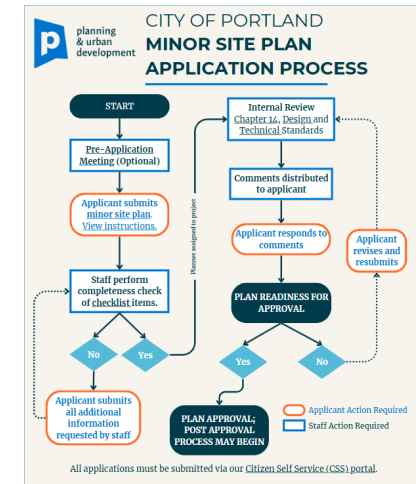 planning
& urban
development
CITY OF PORTLAND
MINOR SITE PLAN
APPLICATION PROCESS
START
Pre-Application
Meeting (Optional)
Applicant submits
minor site plan.
View instructions.
Staff perform
completeness check
of checklist items.
No
Yes
Applicant submits
all additional
information
requested by staff
Planner assigned to project
Internal Review
Chapter 14, Design and
Technical Standards
Comments distributed
to applicant
Applicant responds to
comments
Applicant
revises and
resubmits
PLAN READINESS FOR
APPROVAL
Yes
No
PLAN APPROVAL;
POST APPROVAL
PROCESS MAY BEGIN
Applicant Action Required
Staff Action Required
All applications must be submitted via our Citizen Self Service (CSS) portal.